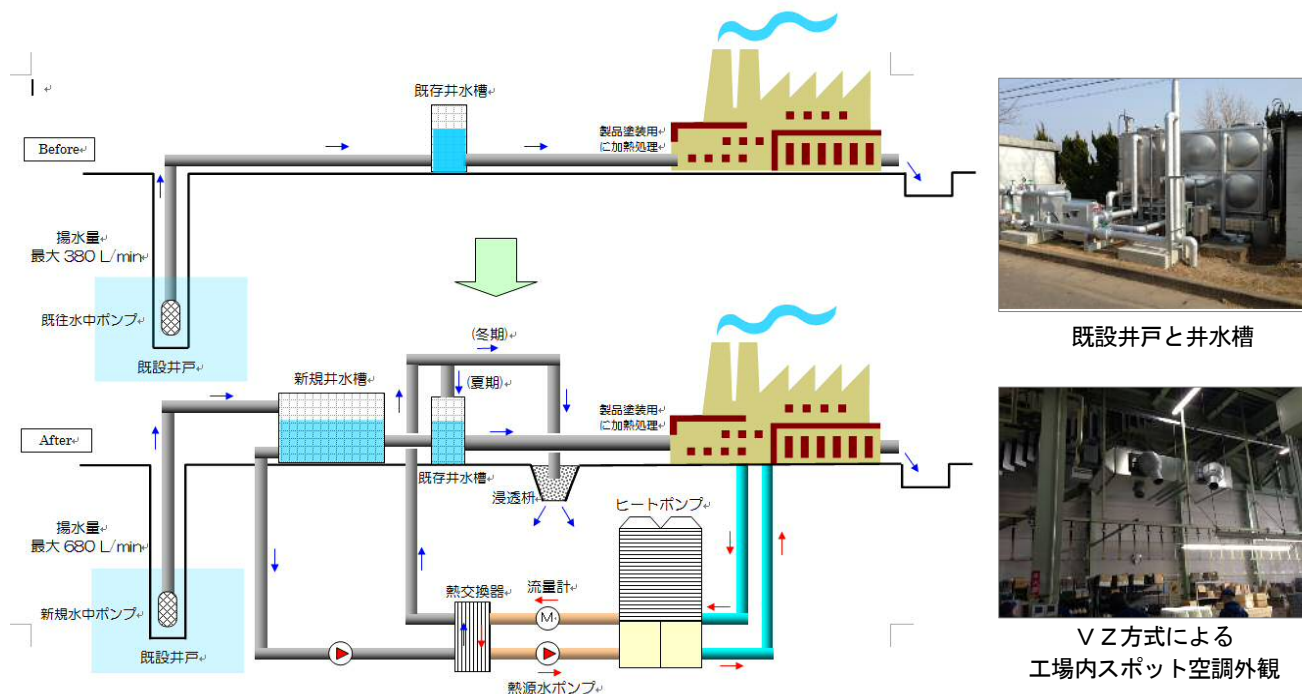 Before
既存井水槽
製品塗装用
に加熱処理
揚水量
最大 380 L/min
既往水中ポンプ
既設井戸
After
新規井水槽
(冬期)
(夏期)
既存井水槽
製品塗装用
に加熱処理
浸透枡
ヒートポンプ
揚水量
最大 680 L/min
新規水中ポンプ
既設井戸
熱交換器
流量計
M
熱源水ポンプ
既設井戸と井水槽
ＶＺ方式による
工場内スポット空調外観